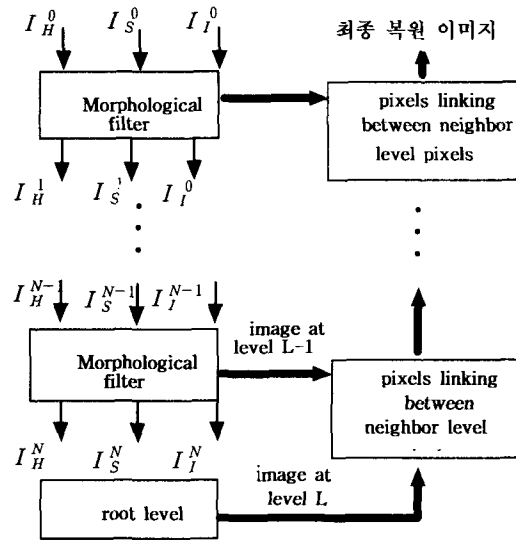 I_H^0 I_S^0 I_I^0
최종 복원 이미지
Morphological
filter
pixels linking
between neighbor
level pixels
I_H^1 I_S^1 I_I^0
I_H^{N-1} I_S^{N-1} I_I^{N-1}
Morphological
filter
image at
level L-1
pixels linking
between
neighbor level
I_H^N I_S^N I_I^N
root level
image at
level L